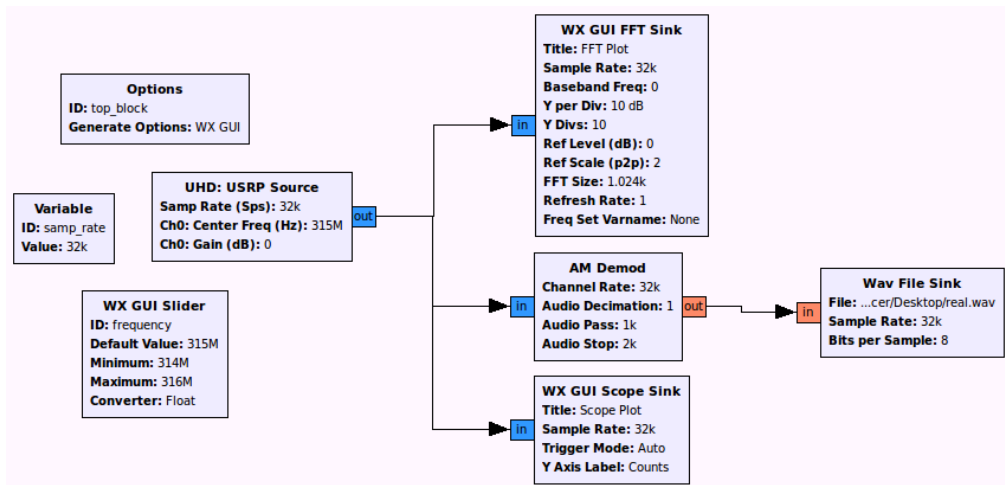 Options
ID: top_block
Generate Options: WX GUI
Variable
ID: samp_rate
Value: 32k
UHD: USRP Source
Samp Rate (Sps): 32k
Ch0: Center Freq (Hz): 315M
Ch0: Gain (dB): 0
out
WX GUI Slider
ID: frequency
Default Value: 315M
Minimum: 314M
Maximum: 316M
Converter: Float
WX GUI FFT Sink
Title: FFT Plot
Sample Rate: 32k
Baseband Freq: 0
Y per Div: 10 dB
Y Divs: 10
Ref Level (dB): 0
Ref Scale (p2p): 2
FFT Size: 1.024k
Refresh Rate: 1
Freq Set Varname: None
in
AM Demod
Channel Rate: 32k
Audio Decimation: 1
Audio Pass: 1k
Audio Stop: 2k
in
out
Wav File Sink
File: ...cer/Desktop/real.wav
Sample Rate: 32k
Bits per Sample: 8
in
WX GUI Scope Sink
Title: Scope Plot
Sample Rate: 32k
Trigger Mode: Auto
Y Axis Label: Counts
in